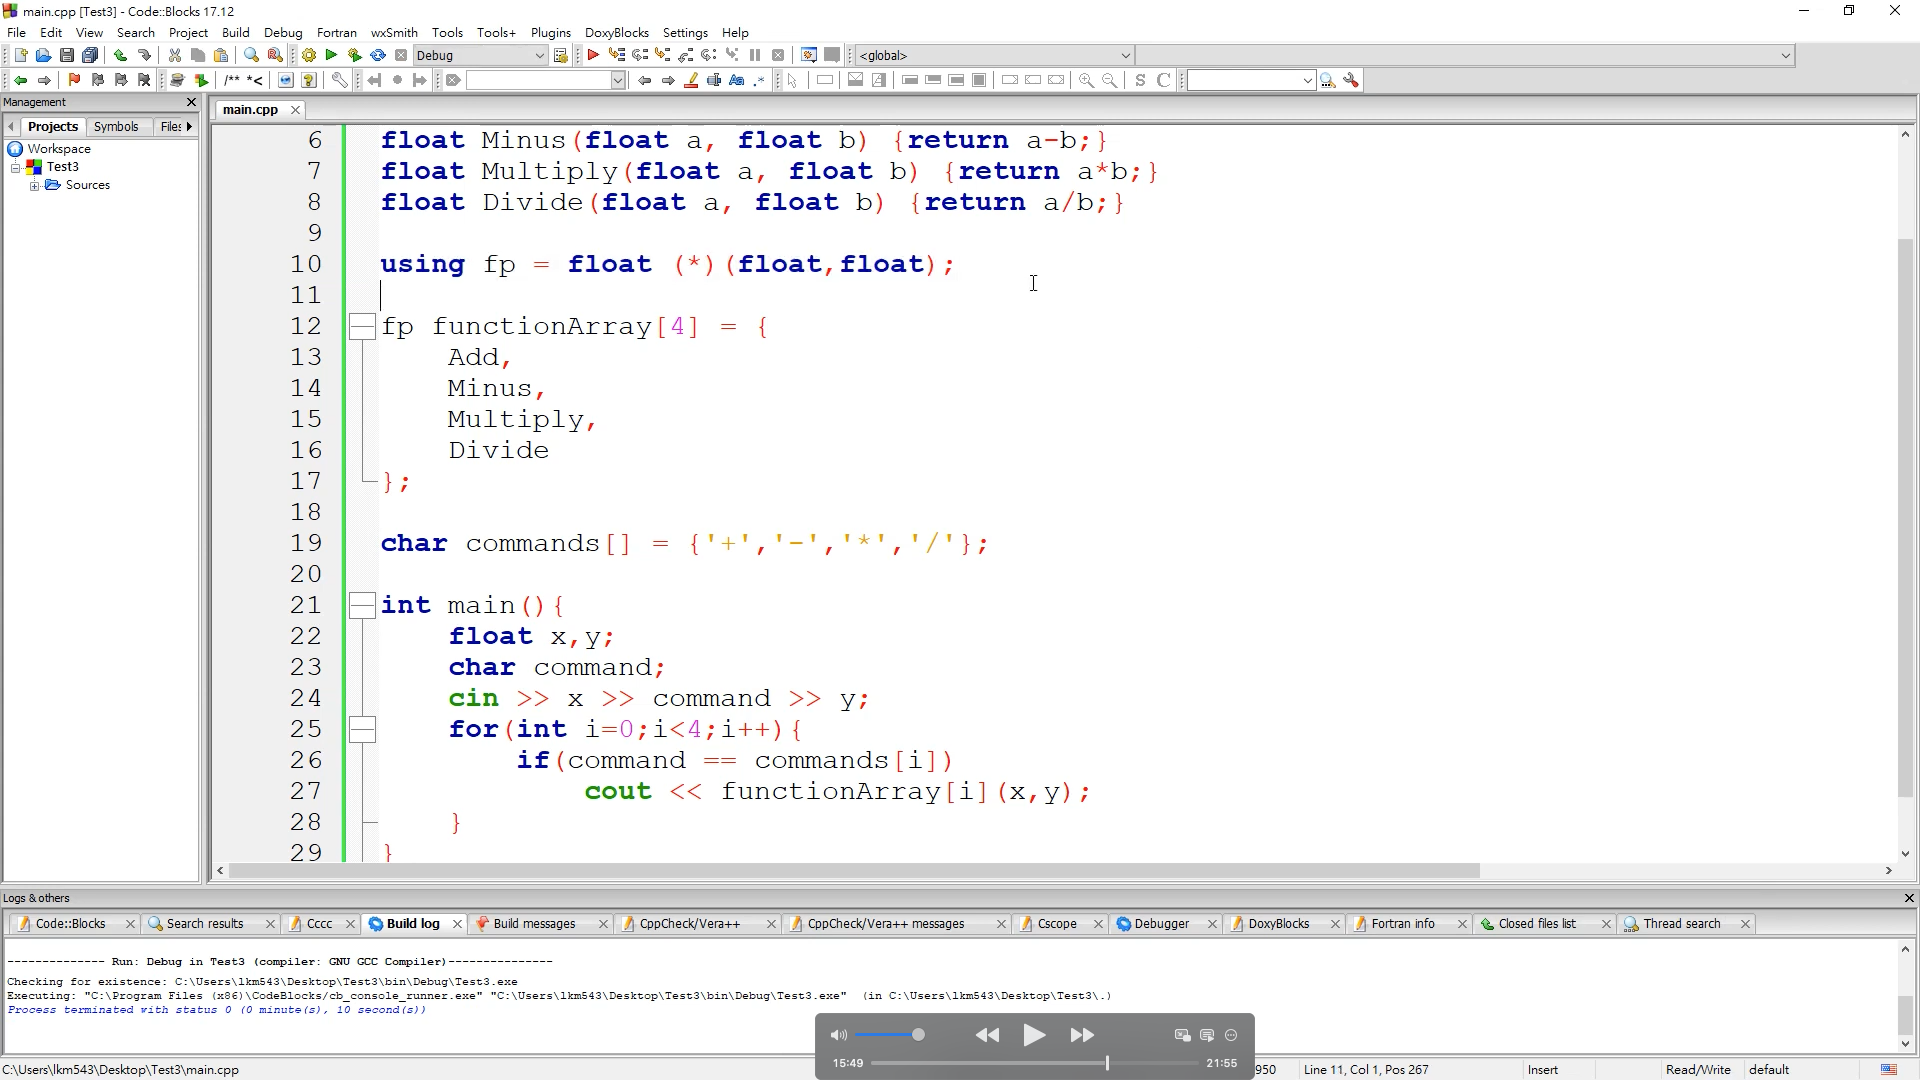 main.cpp [Test3] - Code::Blocks 17.12
File Edit View Search Project Build Debug Fortran wxSmith Tools Tools+ Plugins DoxyBlocks Settings Help
Debug <global>
/** *<
Management
main.cpp
Projects Symbols Files
Workspace
Test3
Sources
6 float Minus(float a, float b) {return a-b;}
7 float Multiply(float a, float b) {return a*b;}
8 float Divide(float a, float b) {return a/b;}
9
10 using fp = float (*)(float,float);
11
12 fp functionArray[4] = {
13 Add,
14 Minus,
15 Multiply,
16 Divide
17 };
18
19 char commands[] = {'+','-','*','/'};
20
21 int main(){
22 float x,y;
23 char command;
24 cin >> x >> command >> y;
25 for(int i=0;i<4;i++){
26 if(command == commands[i])
27 cout << functionArray[i](x,y);
28 }
29 }
Logs & others
Code::Blocks Search results Cccc Build log Build messages CppCheck/Vera++ CppCheck/Vera++ messages Cscope Debugger DoxyBlocks Fortran info Closed files list Thread search
-------------- Run: Debug in Test3 (compiler: GNU GCC Compiler)---------------
Checking for existence: C:\Users\lkm543\Desktop\Test3\bin\Debug\Test3.exe
Executing: "C:\Program Files (x86)\CodeBlocks/cb_console_runner.exe" "C:\Users\lkm543\Desktop\Test3\bin\Debug\Test3.exe" (in C:\Users\lkm543\Desktop\Test3\.)
Process terminated with status 0 (0 minute(s), 10 second(s))
15:49 21:55
C:\Users\lkm543\Desktop\Test3\main.cpp 950 Line 11, Col 1, Pos 267 Insert Read/Write default